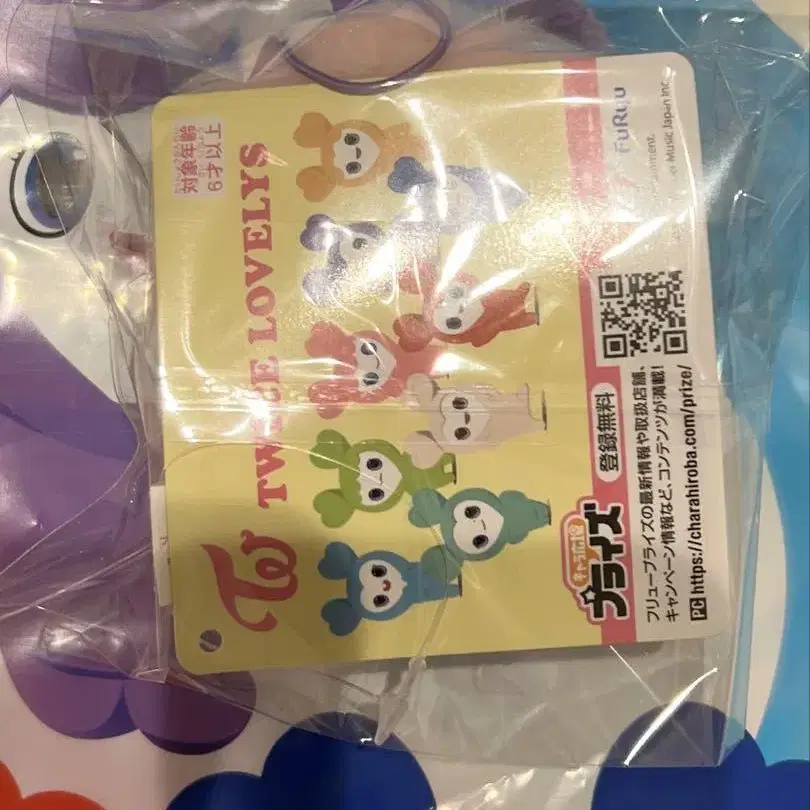 対象年齢
6才以上
TW
TWICE LOVELYS
FuRyu
Music Japan Inc.
キャラ広場
プライズ
登録無料
フリュープライズの最新情報や取扱店舗、
キャンペーン情報など、コンテンツが満載!
PC https://charahiroba.com/prize/